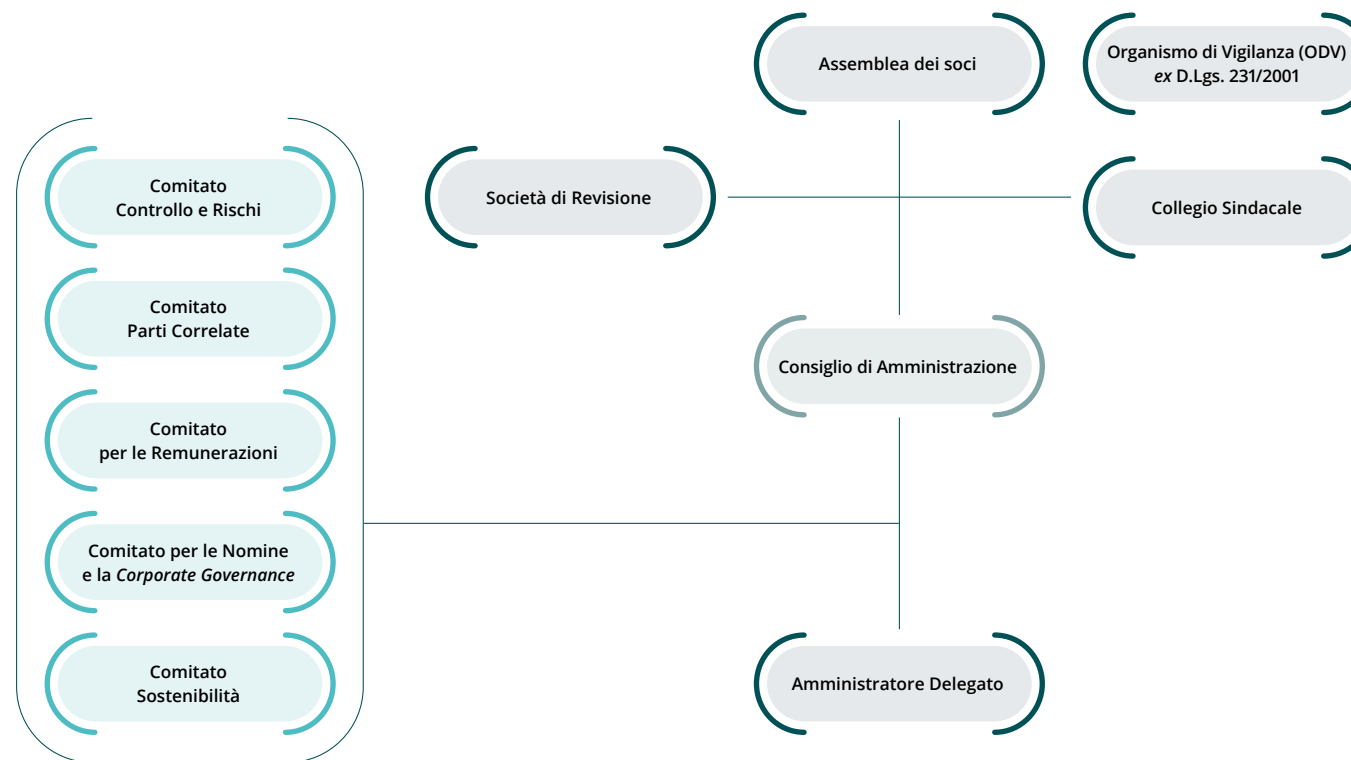 Assemblea dei soci
Organismo di Vigilanza (ODV)
ex D.Lgs. 231/2001
Comitato
Controllo e Rischi
Società di Revisione
Collegio Sindacale
Comitato
Parti Correlate
Consiglio di Amministrazione
Comitato
per le Remunerazioni
Comitato per le Nomine
e la Corporate Governance
Comitato
Sostenibilità
Amministratore Delegato